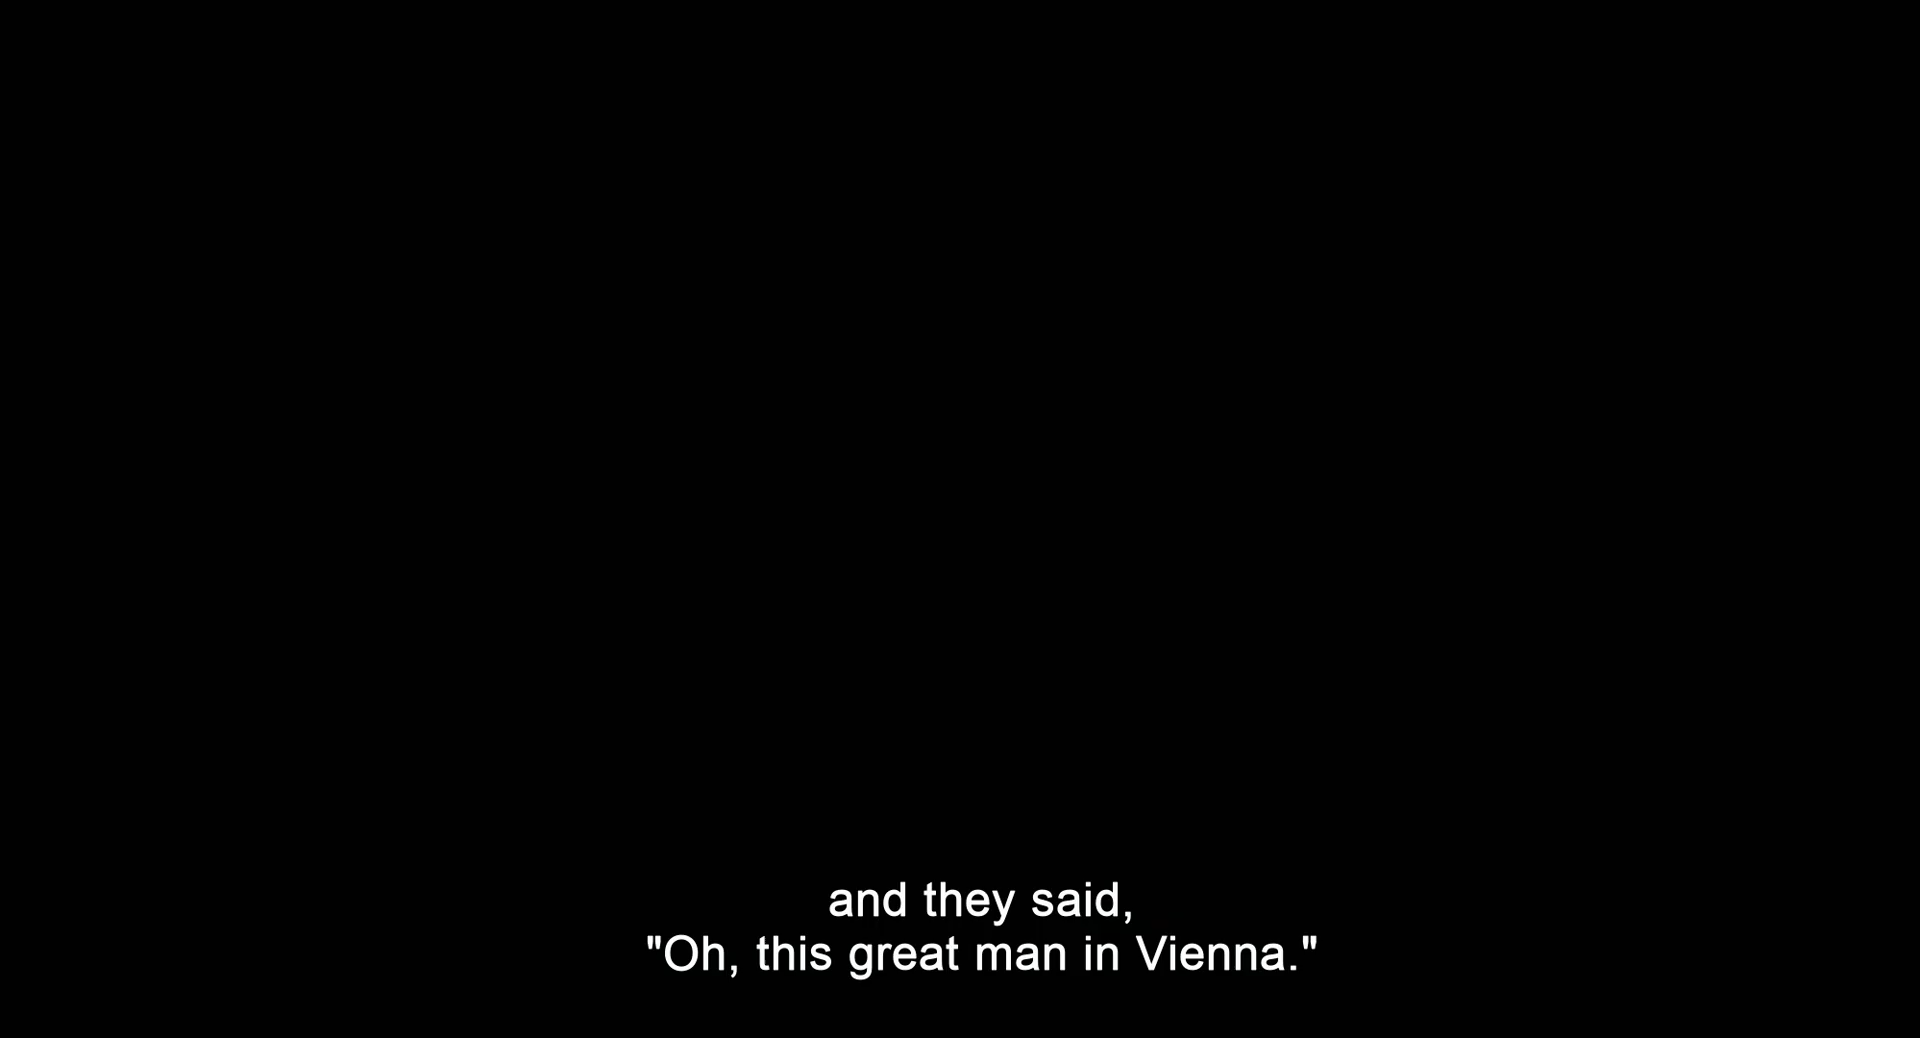 and they said,
"Oh, this great man in Vienna."